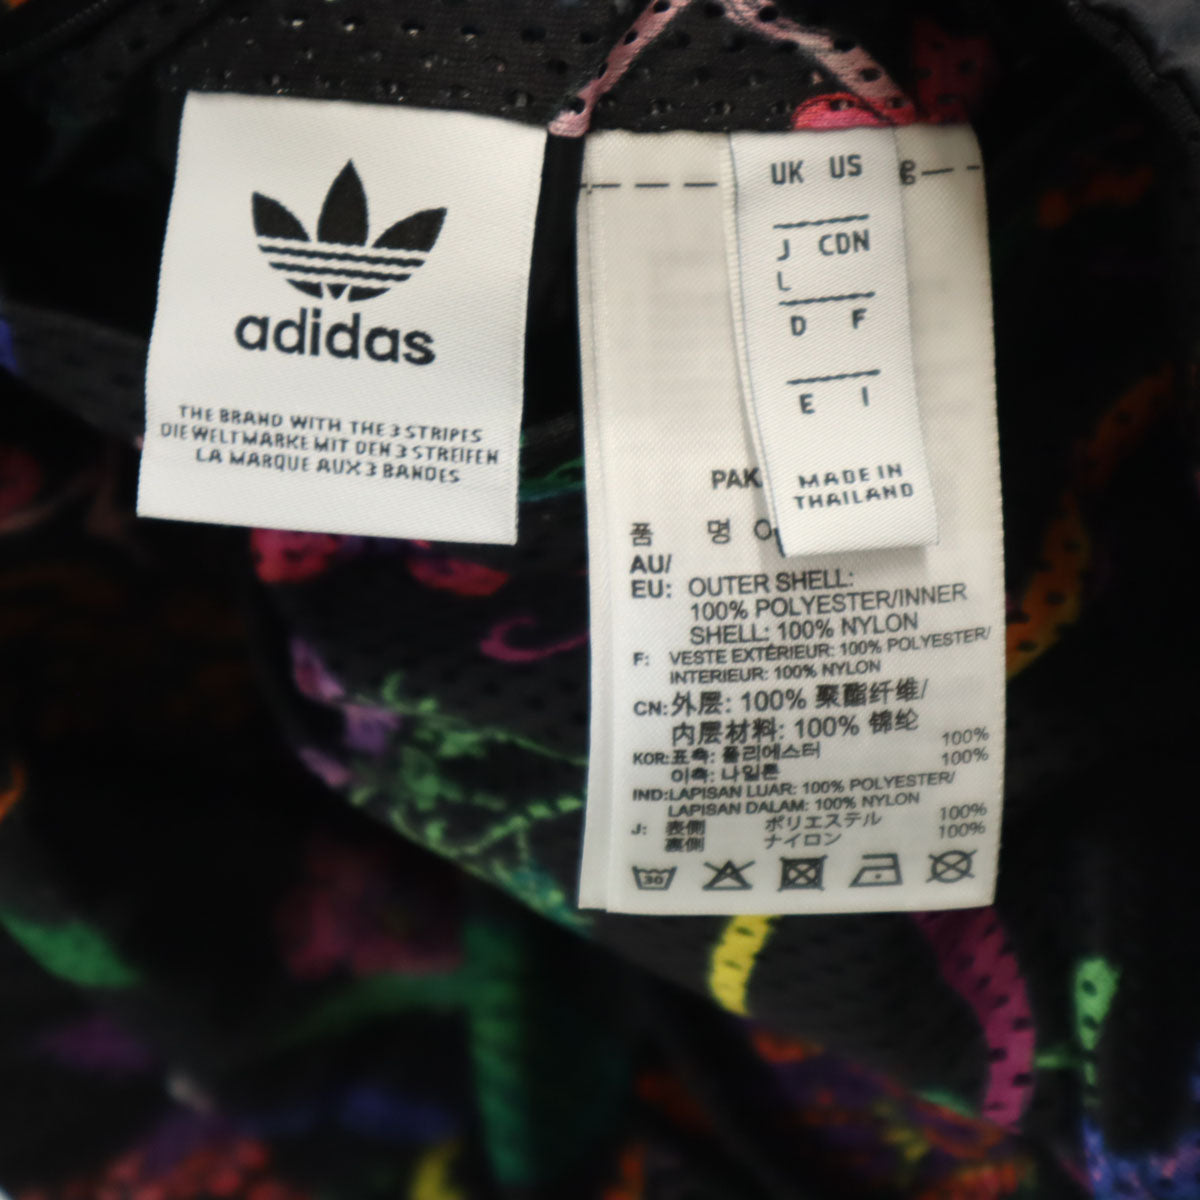 adidas
THE BRAND WITH THE 3 STRIPES
DIE WELTMARKE MIT DEN 3 STREIFEN
LA MARQUE AUX 3 BANDES
UK US
J CDN
L
D F
E I
MADE IN
THAILAND
PAK
품 명
AU/
EU: OUTER SHELL:
100% POLYESTER/INNER
SHELL: 100% NYLON
F: VESTE EXTÉRIEUR: 100% POLYESTER/
INTERIEUR: 100% NYLON
CN: 外层: 100% 聚酯纤维/
内层材料: 100% 锦纶
KOR: 표측: 폴리에스터 100%
이측: 나일론 100%
IND: LAPISAN LUAR: 100% POLYESTER/
LAPISAN DALAM: 100% NYLON
J: 表側 ポリエステル 100%
裏側 ナイロン 100%
30